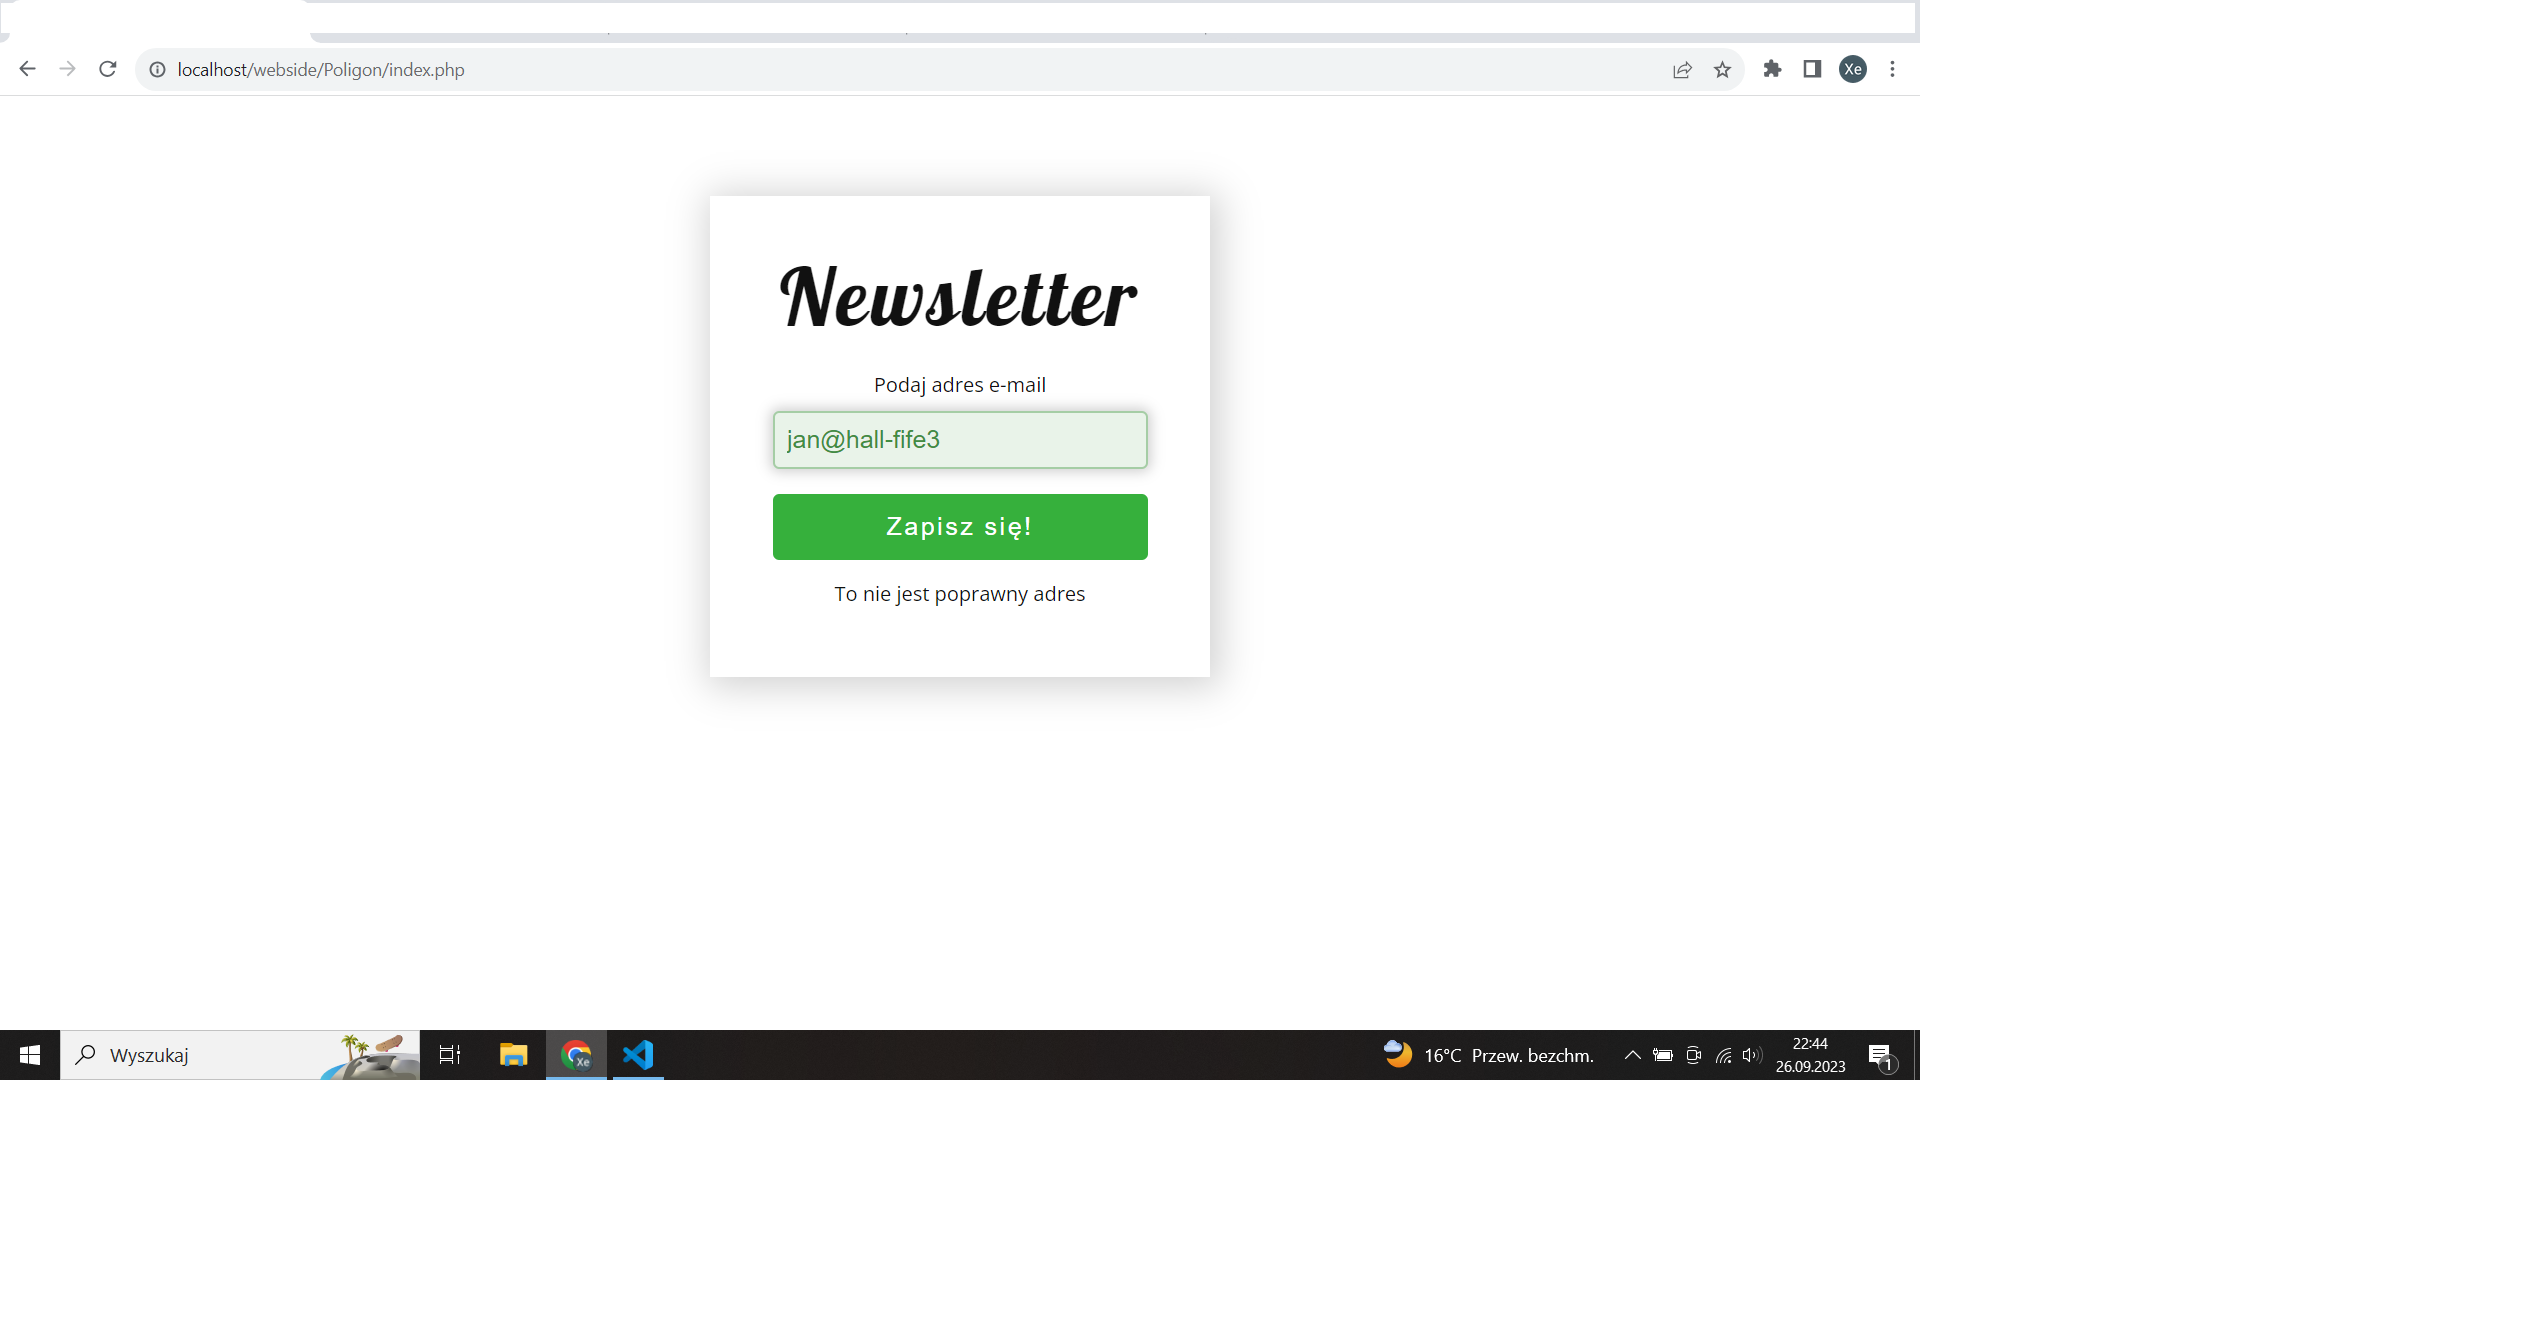 localhost/webside/Poligon/index.php
Xe
Newsletter
Podaj adres e-mail
jan@hall-fife3
Zapisz się!
To nie jest poprawny adres
Wyszukaj
Xe
16°C Przew. bezchm.
22:44
26.09.2023
1